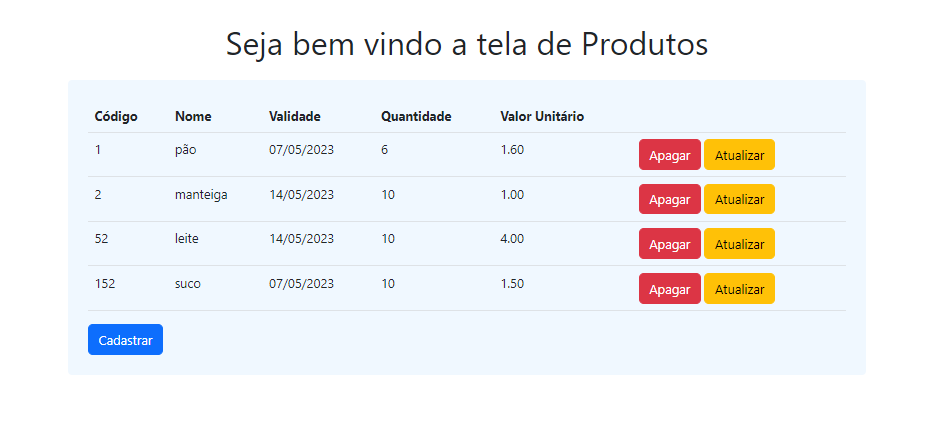 Seja bem vindo a tela de Produtos
Código Nome Validade Quantidade Valor Unitário
1 pão 07/05/2023 6 1.60 Apagar Atualizar
2 manteiga 14/05/2023 10 1.00 Apagar Atualizar
52 leite 14/05/2023 10 4.00 Apagar Atualizar
152 suco 07/05/2023 10 1.50 Apagar Atualizar
Cadastrar